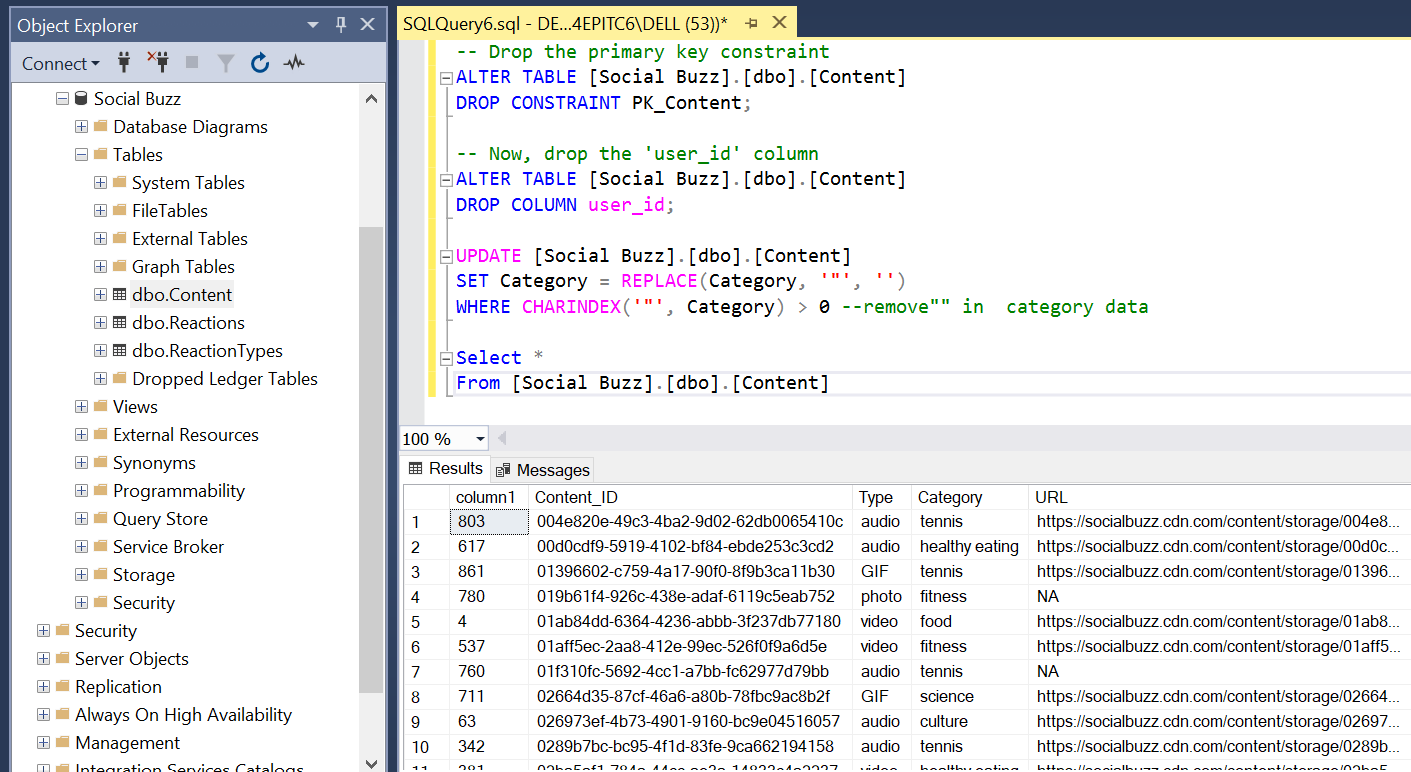 Object Explorer
Connect
Social Buzz
Database Diagrams
Tables
System Tables
FileTables
External Tables
Graph Tables
dbo.Content
dbo.Reactions
dbo.ReactionTypes
Dropped Ledger Tables
Views
External Resources
Synonyms
Programmability
Query Store
Service Broker
Storage
Security
Security
Server Objects
Replication
Always On High Availability
Management
Integration Services Catalogs
SQLQuery6.sql - DE...4EPITC6\DELL (53))*
-- Drop the primary key constraint
ALTER TABLE [Social Buzz].[dbo].[Content]
DROP CONSTRAINT PK_Content;
-- Now, drop the 'user_id' column
ALTER TABLE [Social Buzz].[dbo].[Content]
DROP COLUMN user_id;
UPDATE [Social Buzz].[dbo].[Content]
SET Category = REPLACE(Category, '"', '')
WHERE CHARINDEX('"', Category) > 0 --remove"" in  category data
Select *
From [Social Buzz].[dbo].[Content]
100 %
Results Messages
column1 Content_ID Type Category URL
1 803 004e820e-49c3-4ba2-9d02-62db0065410c audio tennis https://socialbuzz.cdn.com/content/storage/004e8...
2 617 00d0cdf9-5919-4102-bf84-ebde253c3cd2 audio healthy eating https://socialbuzz.cdn.com/content/storage/00d0c...
3 861 01396602-c759-4a17-90f0-8f9b3ca11b30 GIF tennis https://socialbuzz.cdn.com/content/storage/01396...
4 780 019b61f4-926c-438e-adaf-6119c5eab752 photo fitness NA
5 4 01ab84dd-6364-4236-abbb-3f237db77180 video food https://socialbuzz.cdn.com/content/storage/01ab8...
6 537 01aff5ec-2aa8-412e-99ec-526f0f9a6d5e video fitness https://socialbuzz.cdn.com/content/storage/01aff5...
7 760 01f310fc-5692-4cc1-a7bb-fc62977d79bb audio tennis NA
8 711 02664d35-87cf-46a6-a80b-78fbc9ac8b2f GIF science https://socialbuzz.cdn.com/content/storage/02664...
9 63 026973ef-4b73-4901-9160-bc9e04516057 audio culture https://socialbuzz.cdn.com/content/storage/02697...
10 342 0289b7bc-bc95-4f1d-83fe-9ca662194158 audio tennis https://socialbuzz.cdn.com/content/storage/0289b...